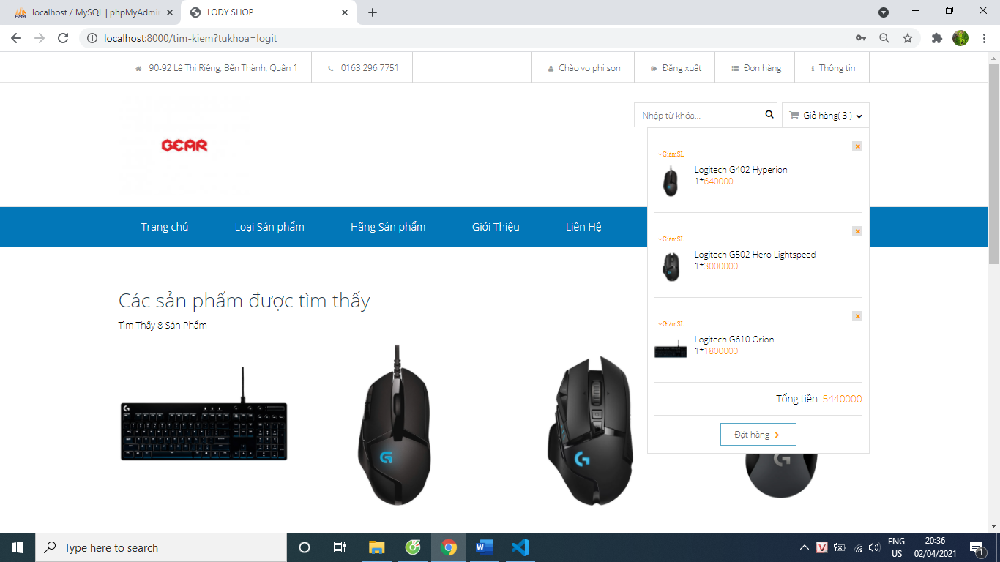 localhost / MySQL | phpMyAdmin
LODY SHOP
localhost:8000/tim-kiem?tukhoa=logit
90-92 Lê Thị Riêng, Bến Thành, Quận 1
0163 296 7751
Chào vo phi son
Đăng xuất
Đơn hàng
Thông tin
GEAR
Nhập từ khóa...
Giỏ hàng( 3 )
GiảmSL
Logitech G402 Hyperion
1*640000
Trang chủ
Loại Sản phẩm
Hãng Sản phẩm
Giới Thiệu
Liên Hệ
GiảmSL
Logitech G502 Hero Lightspeed
1*3000000
GiảmSL
Logitech G610 Orion
1*1800000
Tổng tiền: 5440000
Đặt hàng
Các sản phẩm được tìm thấy
Tìm Thấy 8 Sản Phẩm
Type here to search
ENG
US
20:36
02/04/2021
1